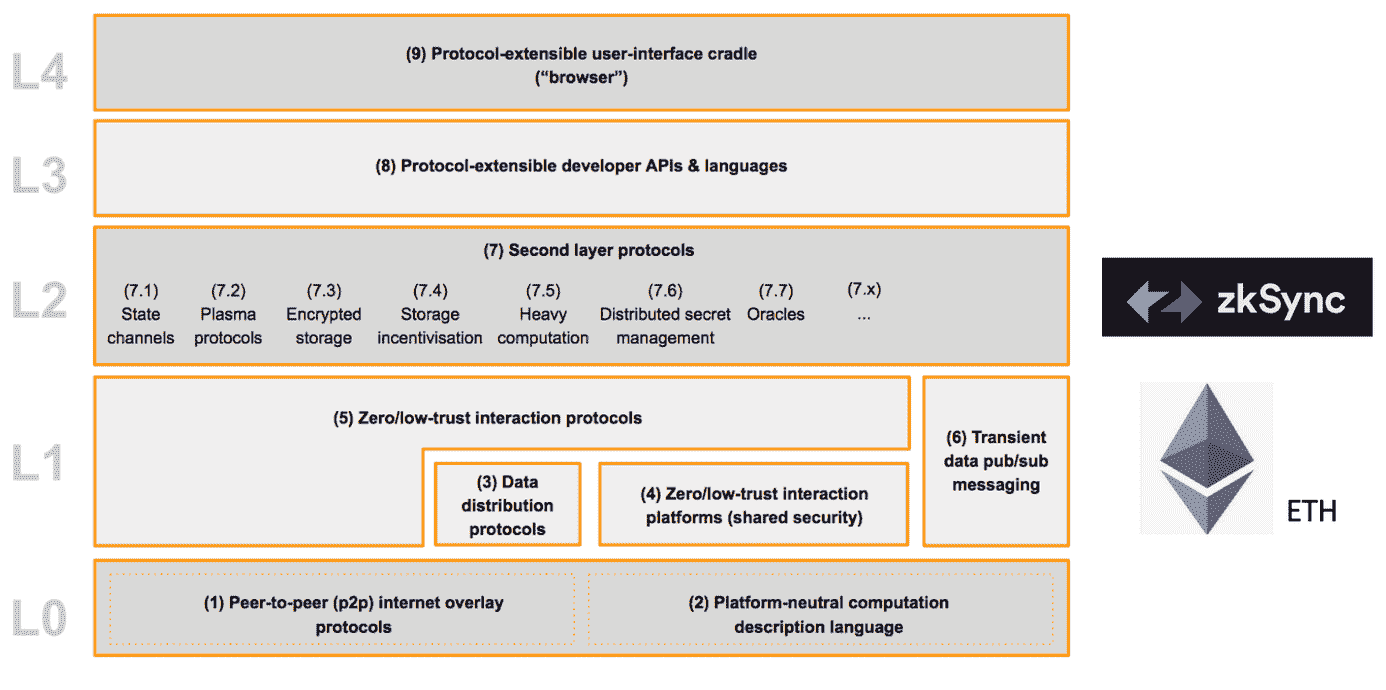 L4
(9) Protocol-extensible user-interface cradle
(“browser”)
L3
(8) Protocol-extensible developer APIs & languages
L2
(7) Second layer protocols
(7.1)
State
channels
(7.2)
Plasma
protocols
(7.3)
Encrypted
storage
(7.4)
Storage
incentivisation
(7.5)
Heavy
computation
(7.6)
Distributed secret
management
(7.7)
Oracles
(7.x)
...
zkSync
L1
(5) Zero/low-trust interaction protocols
(3) Data
distribution
protocols
(4) Zero/low-trust interaction
platforms (shared security)
(6) Transient
data pub/sub
messaging
ETH
L0
(1) Peer-to-peer (p2p) internet overlay
protocols
(2) Platform-neutral computation
description language